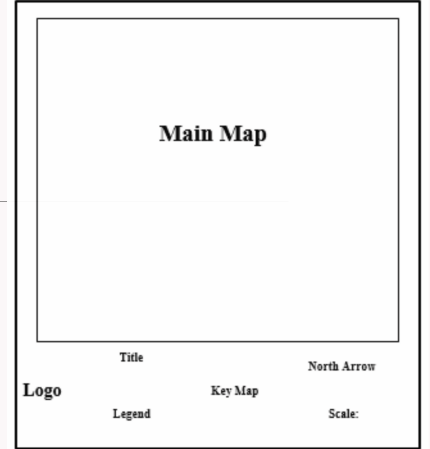 Main Map
Title
North Arrow
Logo
Key Map
Legend
Scale: